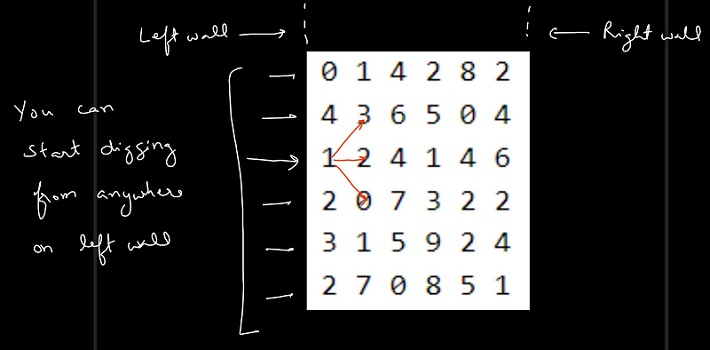 Left wall
Right wall
You can
start digging
from anywhere
on left wall
0 1 4 2 8 2
4 3 6 5 0 4
1 2 4 1 4 6
2 0 7 3 2 2
3 1 5 9 2 4
2 7 0 8 5 1